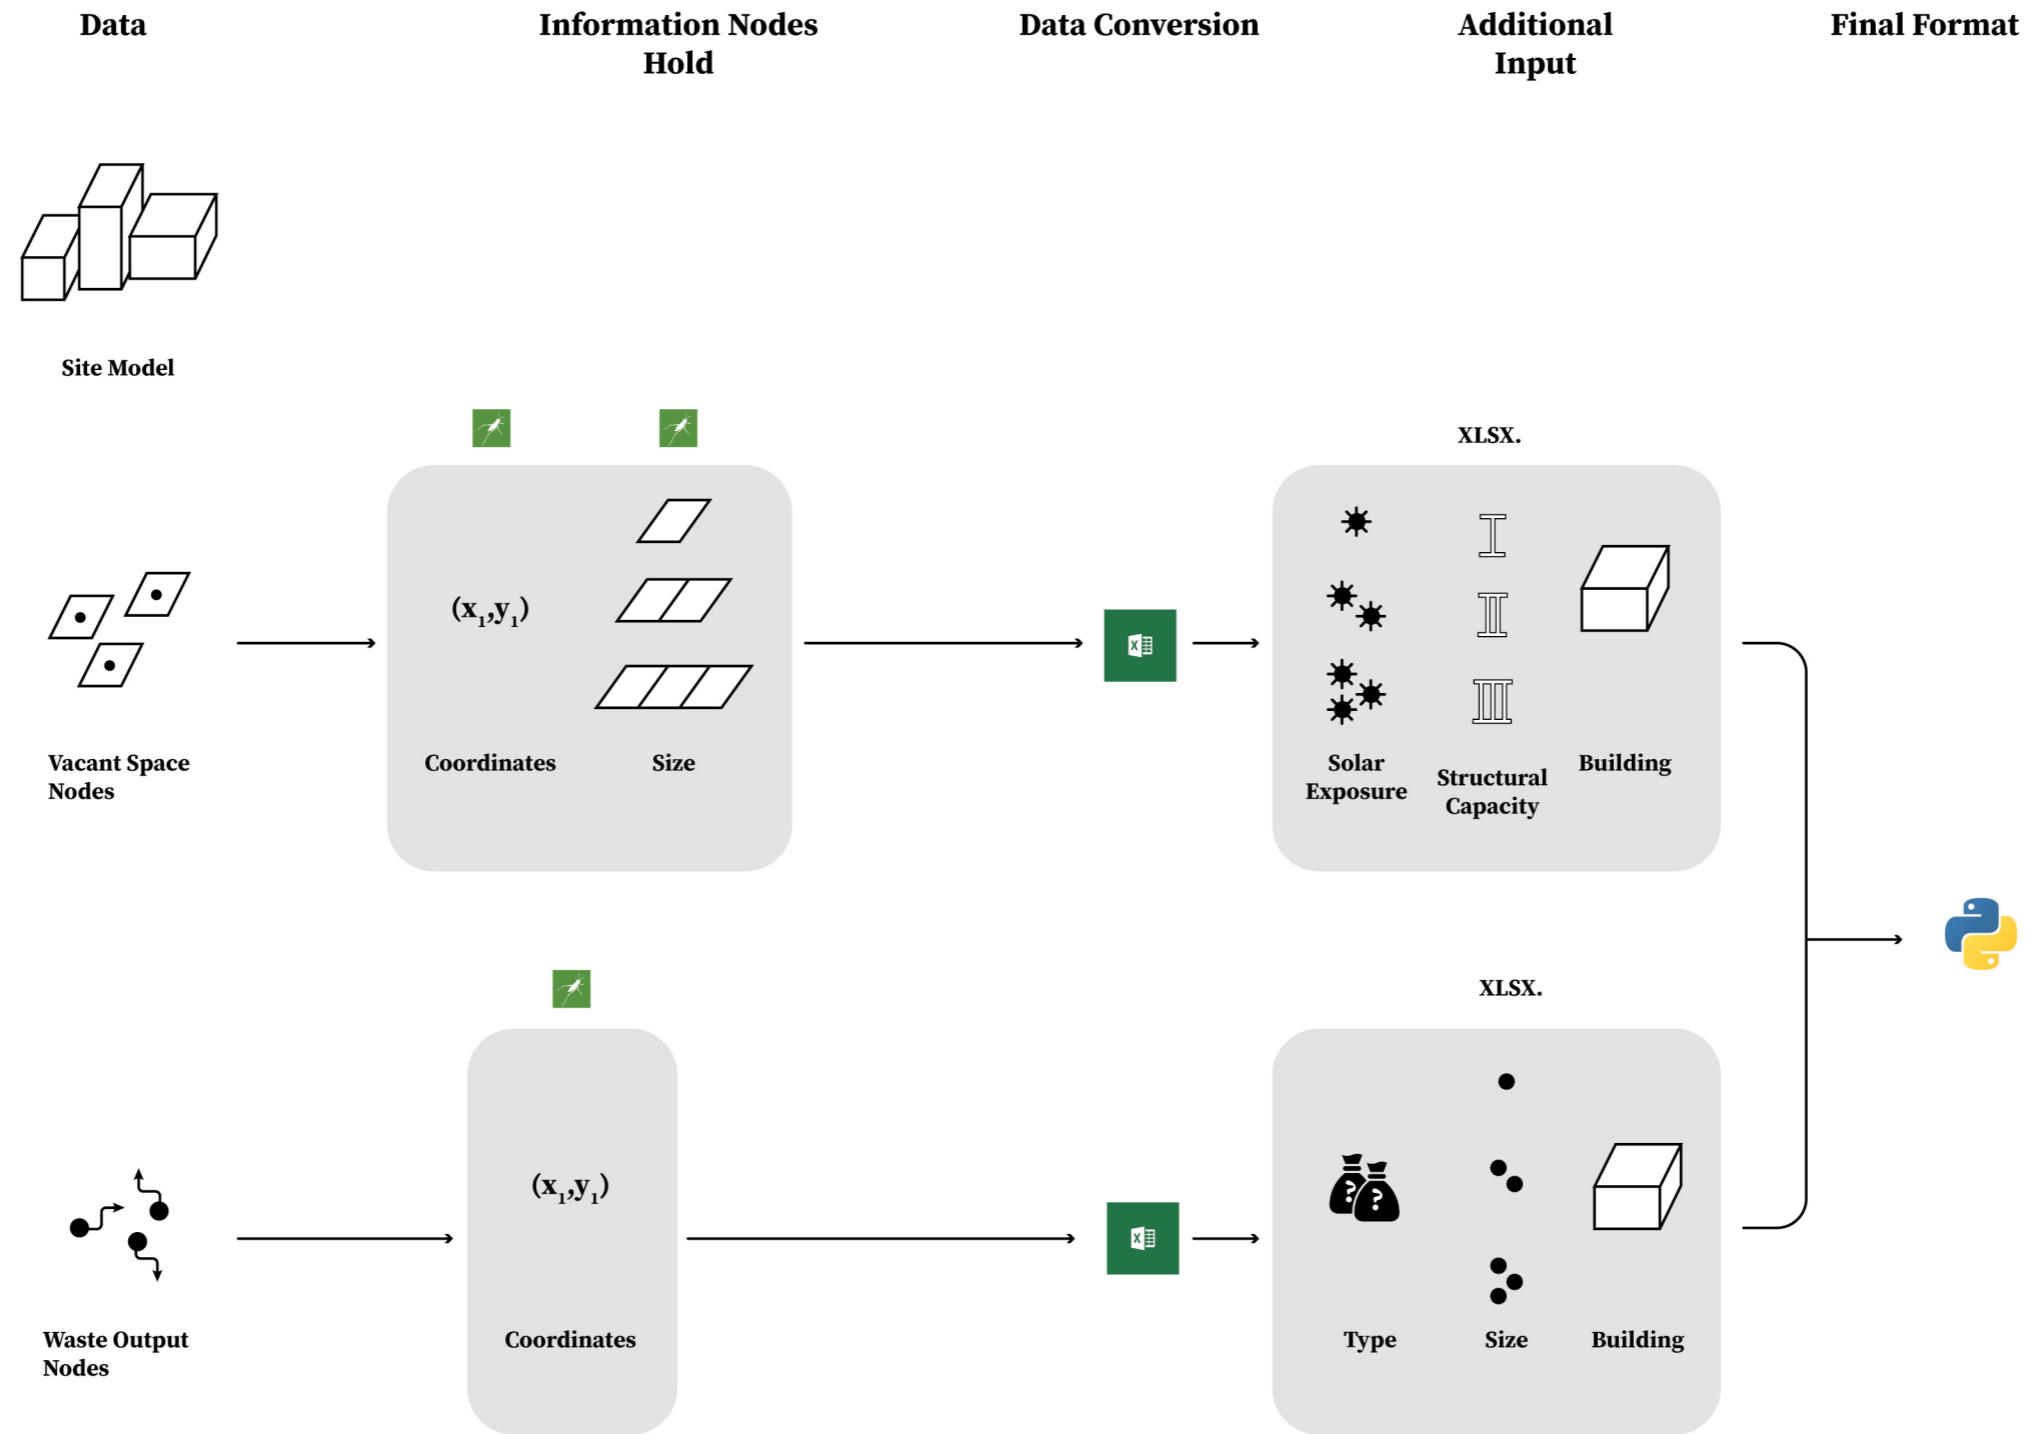 Data
Information Nodes
Hold
Data Conversion
Additional
Input
Final Format
Site Model
XLSX.
(x1,y1)
Vacant Space
Nodes
Coordinates
Size
Solar
Exposure
Structural
Capacity
Building
XLSX.
(x1,y1)
? ?
Waste Output
Nodes
Coordinates
Type
Size
Building